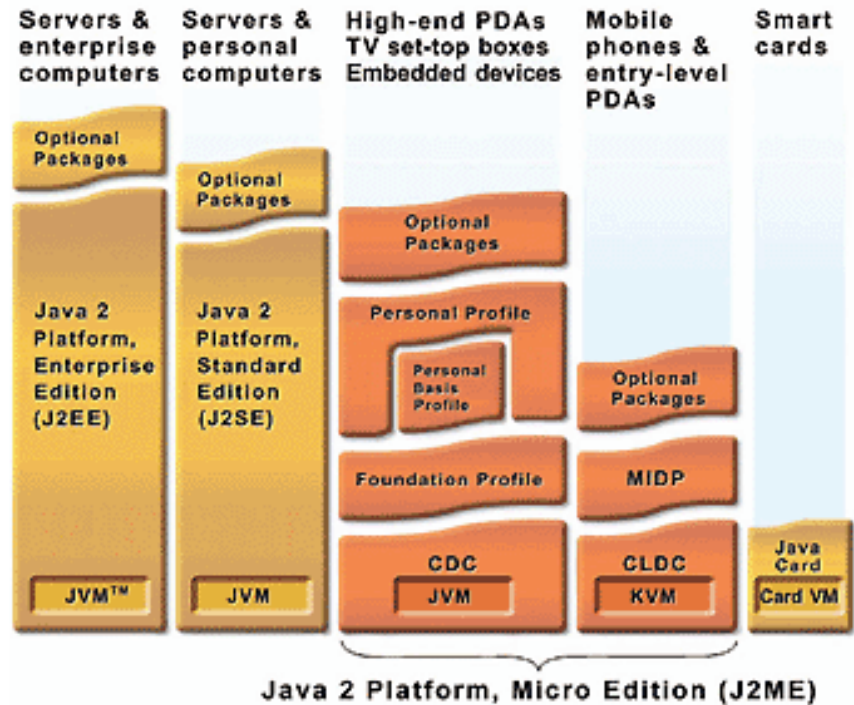 Servers &
enterprise
computers
Servers &
personal
computers
High-end PDAs
TV set-top boxes
Embedded devices
Mobile
phones &
entry-level
PDAs
Smart
cards
Optional
Packages
Java 2
Platform,
Enterprise
Edition
(J2EE)
JVM™
Optional
Packages
Java 2
Platform,
Standard
Edition
(J2SE)
JVM
Optional
Packages
Personal Profile
Personal
Basis
Profile
Foundation Profile
CDC
JVM
Optional
Packages
MIDP
CLDC
KVM
Java
Card
Card VM
Java 2 Platform, Micro Edition (J2ME)